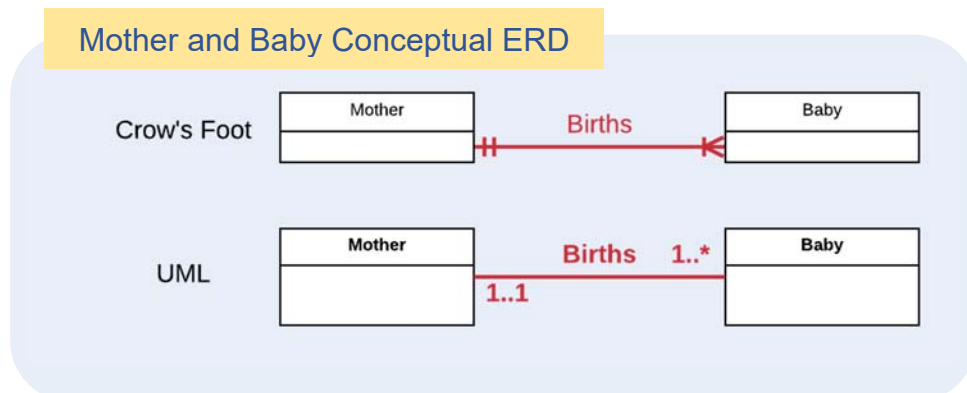 Mother and Baby Conceptual ERD
Crow's Foot
Mother
Births
Baby
UML
Mother
Births 1..*
Baby
1..1